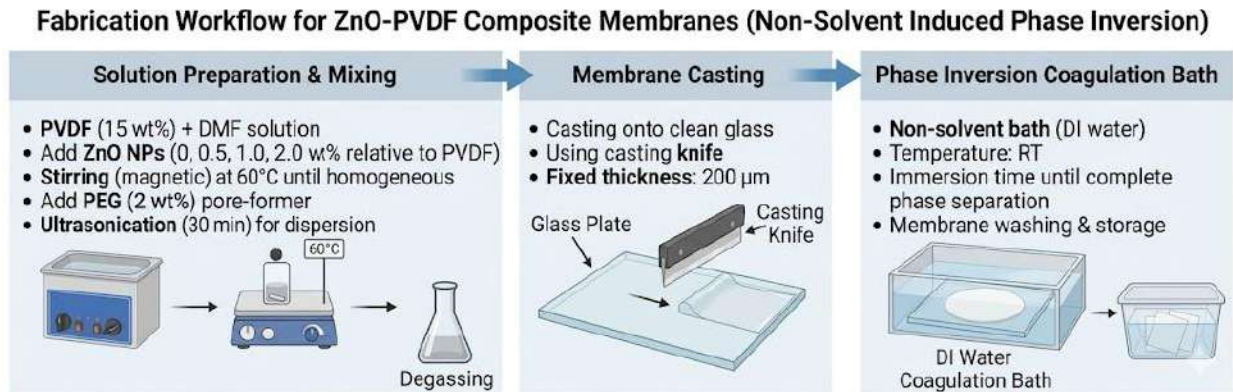 Fabrication Workflow for ZnO-PVDF Composite Membranes (Non-Solvent Induced Phase Inversion)
Solution Preparation & Mixing
• PVDF (15 wt%) + DMF solution
• Add ZnO NPs (0, 0.5, 1.0, 2.0 wt% relative to PVDF)
• Stirring (magnetic) at 60°C until homogeneous
• Add PEG (2 wt%) pore-former
• Ultrasonication (30 min) for dispersion
60°C
Degassing
Membrane Casting
• Casting onto clean glass
• Using casting knife
• Fixed thickness: 200 µm
Glass Plate
Casting
Knife
Phase Inversion Coagulation Bath
• Non-solvent bath (DI water)
• Temperature: RT
• Immersion time until complete
phase separation
• Membrane washing & storage
DI Water
Coagulation Bath